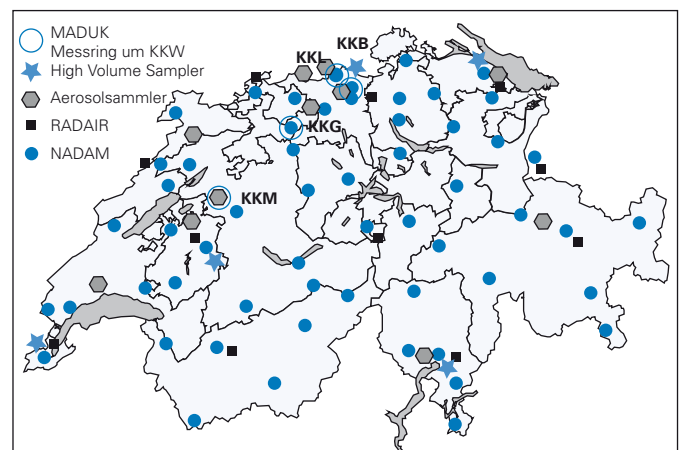 MADUK
Messring um KKW
High Volume Sampler
Aerosolsammler
RADAIR
NADAM
KKB
KKL
KKG
KKM